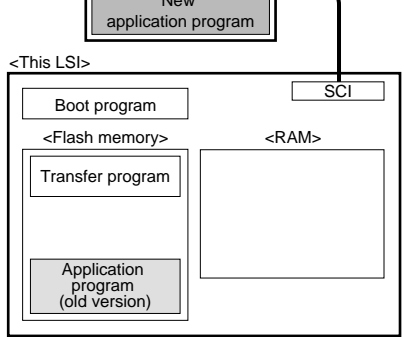 New
application program
<This LSI>
SCI
Boot program
<Flash memory>
<RAM>
Transfer program
Application
program
(old version)